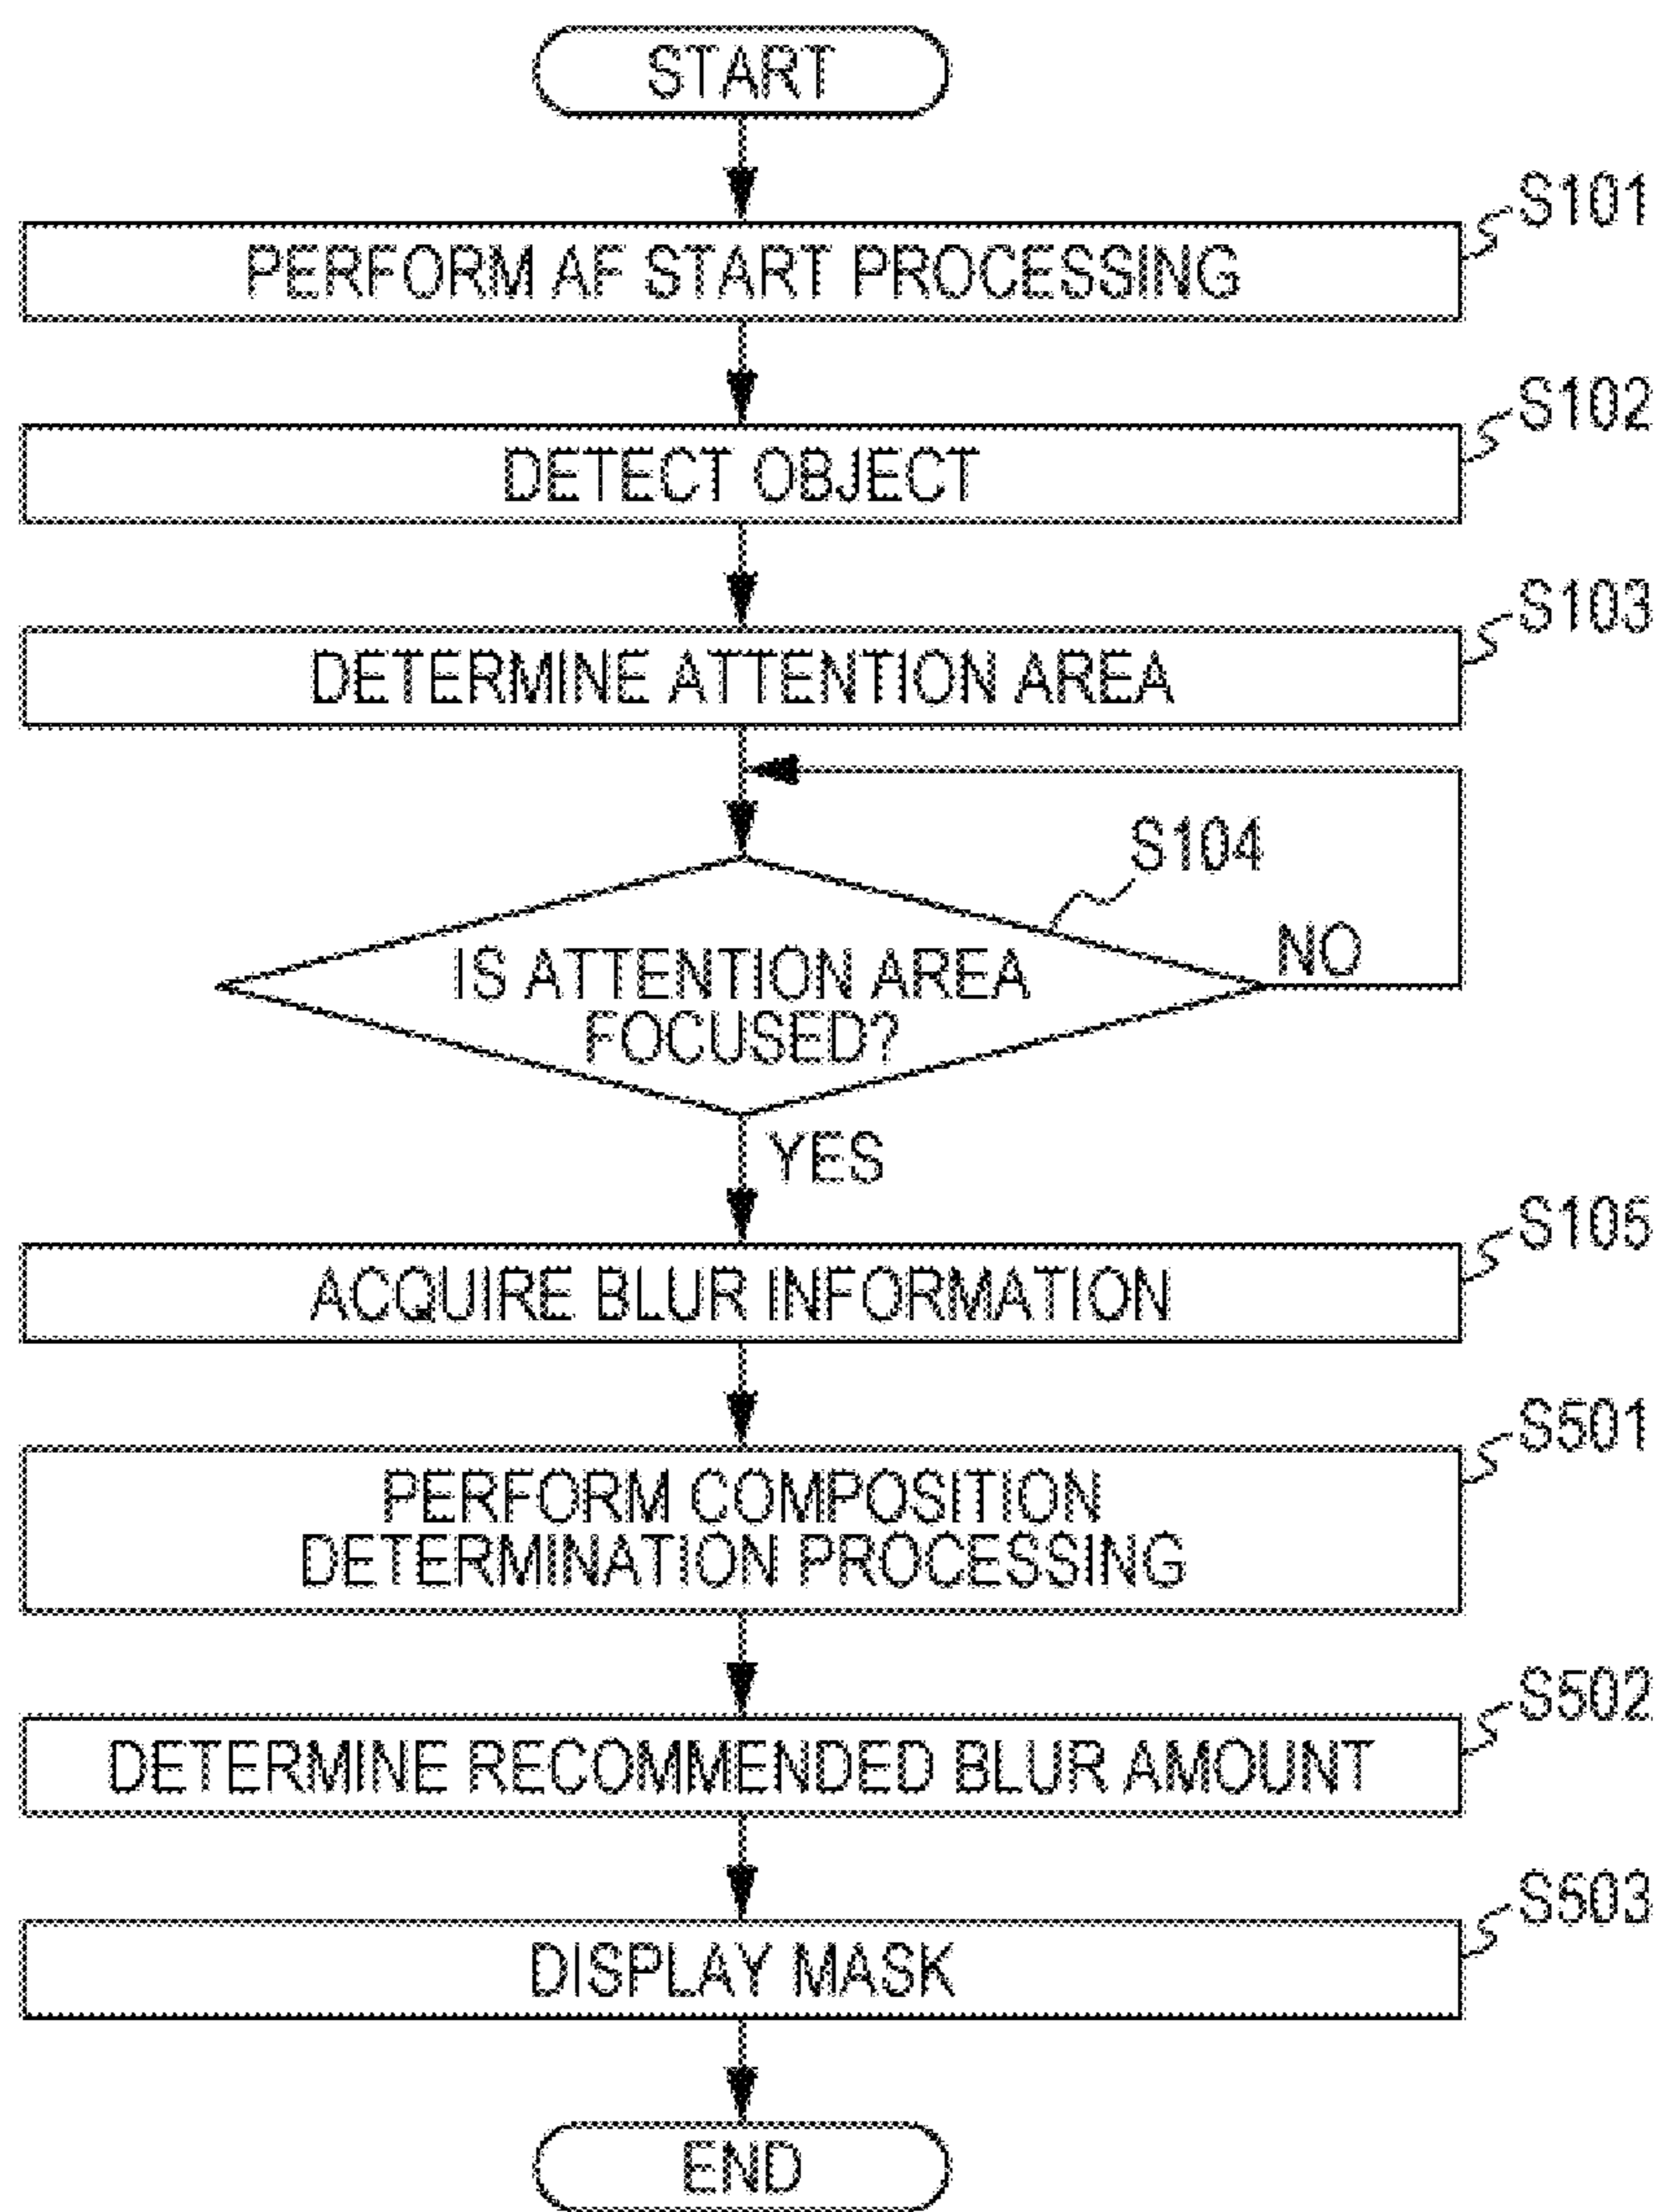 START
S101
PERFORM AF START PROCESSING
S102
DETECT OBJECT
S103
DETERMINE ATTENTION AREA
S104
IS ATTENTION AREA
FOCUSED?
NO
YES
S105
ACQUIRE BLUR INFORMATION
S501
PERFORM COMPOSITION
DETERMINATION PROCESSING
S502
DETERMINE RECOMMENDED BLUR AMOUNT
S503
DISPLAY MASK
END